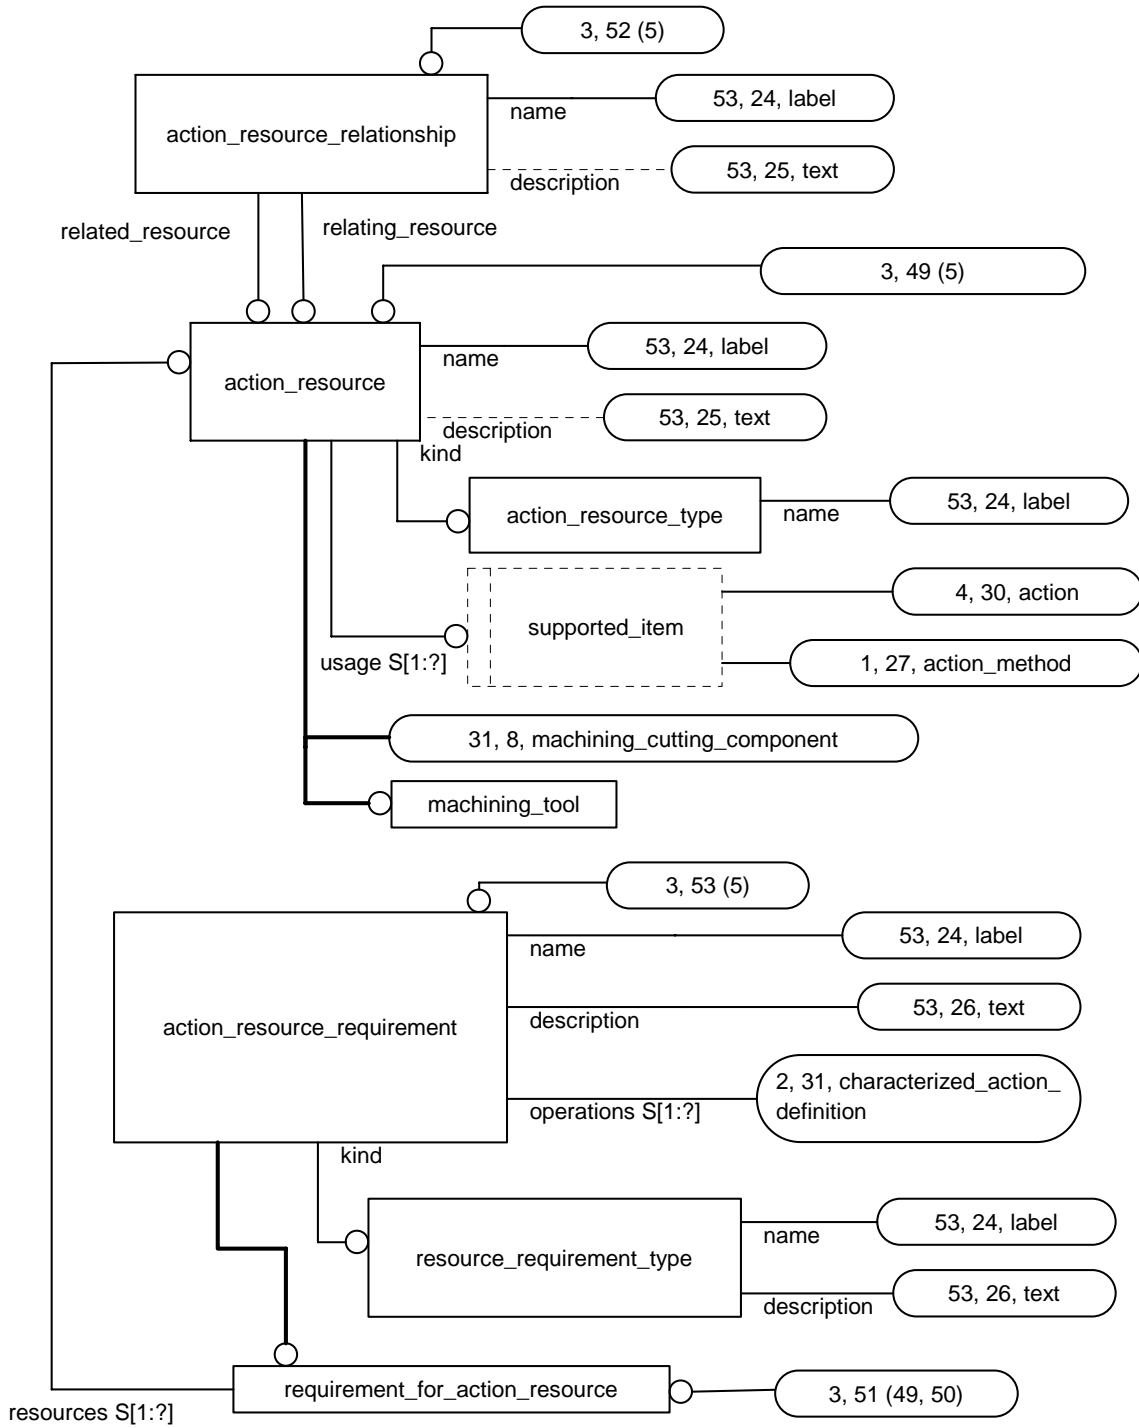 3, 52 (5)
action_resource_relationship
name
53, 24, label
description
53, 25, text
related_resource
relating_resource
3, 49 (5)
action_resource
name
53, 24, label
description
53, 25, text
kind
action_resource_type
name
53, 24, label
supported_item
4, 30, action
usage S[1:?]
1, 27, action_method
31, 8, machining_cutting_component
machining_tool
3, 53 (5)
action_resource_requirement
name
53, 24, label
description
53, 26, text
operations S[1:?]
2, 31, characterized_action_
definition
kind
resource_requirement_type
name
53, 24, label
description
53, 26, text
requirement_for_action_resource
3, 51 (49, 50)
resources S[1:?]